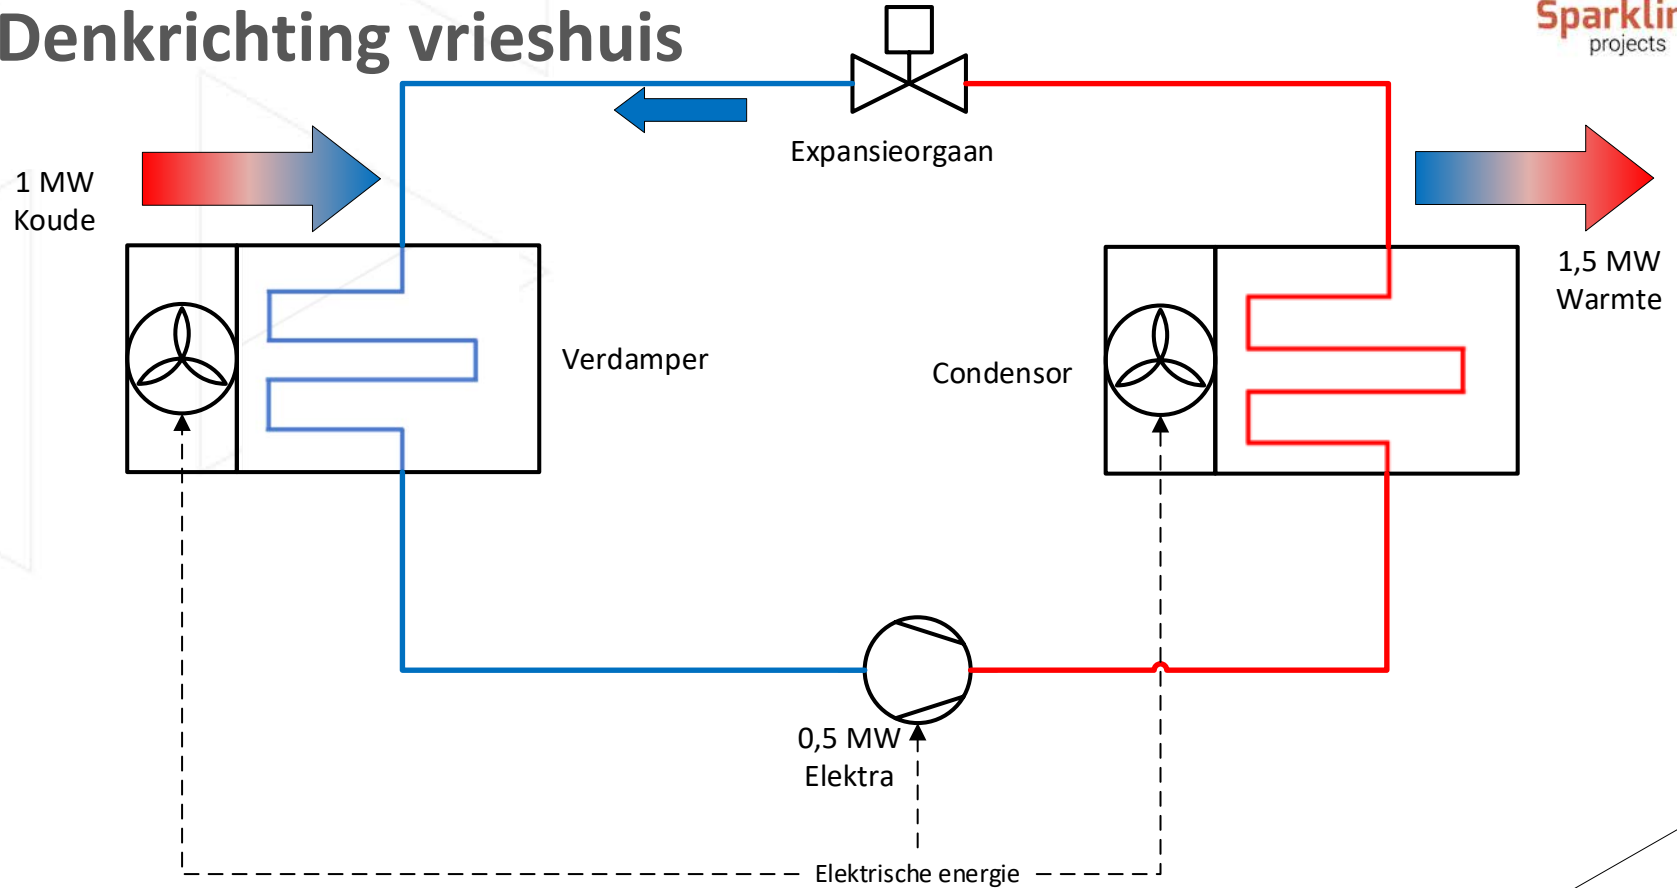 Denkrichting vrieshuis
projects
Expansieorgaan
1 MW
Koude
1,5 MW
Warmte
Verdamper
Condensor
0,5 MW
Elektra
Elektrische energie